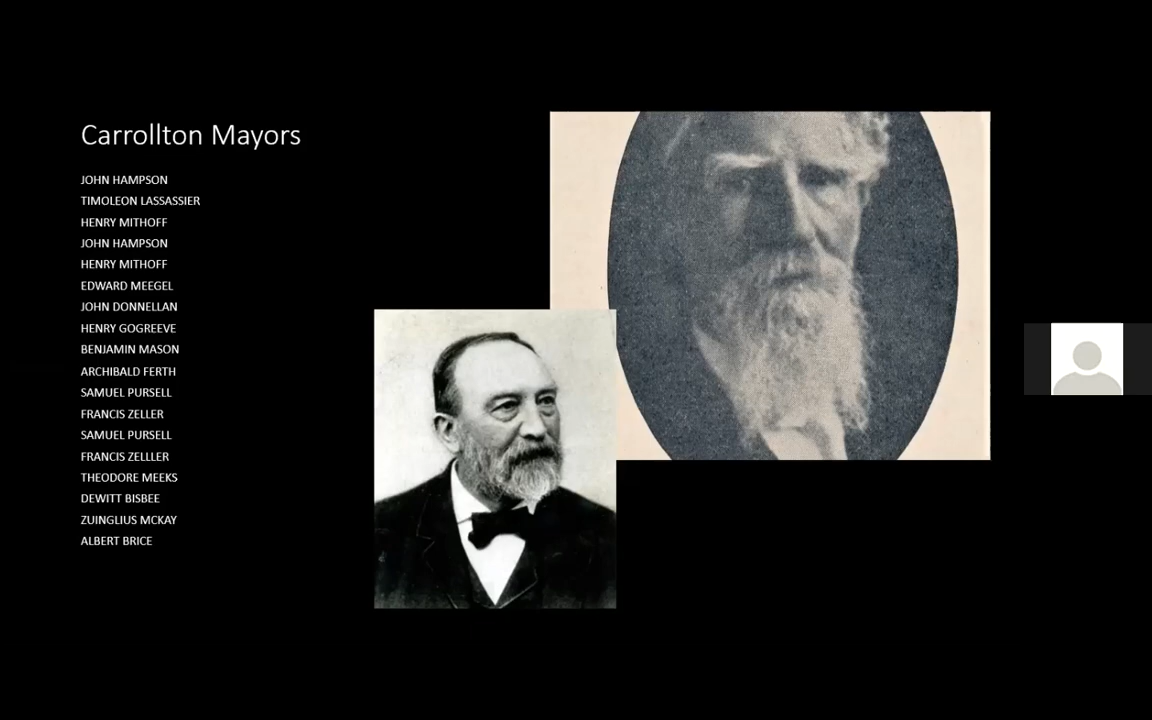 Carrollton Mayors
JOHN HAMPSON
TIMOLEON LASSASSIER
HENRY MITHOFF
JOHN HAMPSON
HENRY MITHOFF
EDWARD MEEGEL
JOHN DONNELLAN
HENRY GOGREEVE
BENJAMIN MASON
ARCHIBALD FERTH
SAMUEL PURSELL
FRANCIS ZELLER
SAMUEL PURSELL
FRANCIS ZELLLER
THEODORE MEEKS
DEWITT BISBEE
ZUINGLIUS MCKAY
ALBERT BRICE